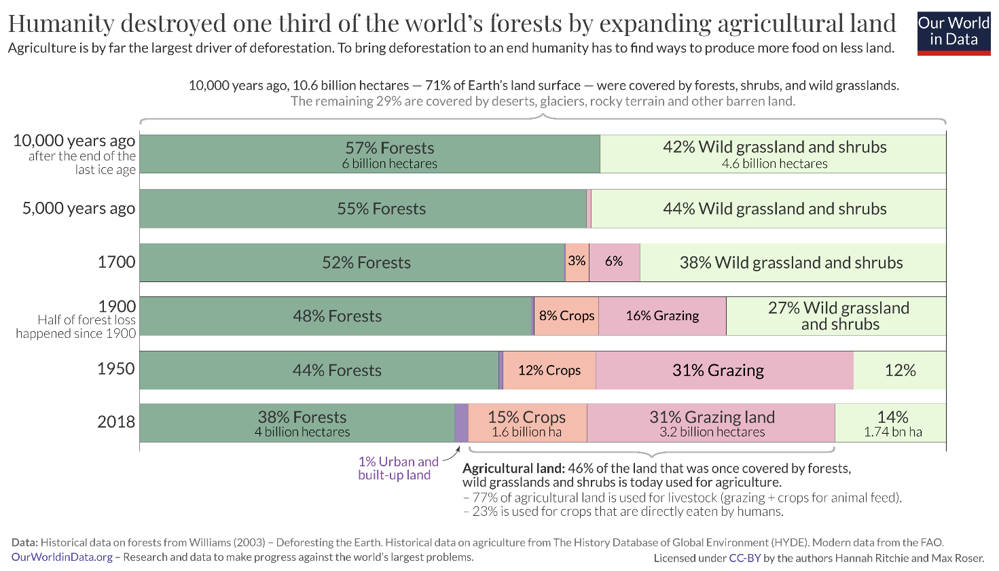 Humanity destroyed one third of the world's forests by expanding agricultural land
Our World
in Data
Agriculture is by far the largest driver of deforestation. To bring deforestation to an end humanity has to find ways to produce more food on less land.
10,000 years ago, 10.6 billion hectares — 71% of Earth's land surface — were covered by forests, shrubs, and wild grasslands.
The remaining 29% are covered by deserts, glaciers, rocky terrain and other barren land.
10,000 years ago
after the end of the
last ice age
57% Forests
6 billion hectares
42% Wild grassland and shrubs
4.6 billion hectares
5,000 years ago
55% Forests
44% Wild grassland and shrubs
1700
52% Forests
3%
6%
38% Wild grassland and shrubs
1900
Half of forest loss
happened since 1900
48% Forests
8% Crops
16% Grazing
27% Wild grassland
and shrubs
1950
44% Forests
12% Crops
31% Grazing
12%
2018
38% Forests
4 billion hectares
15% Crops
1.6 billion ha
31% Grazing land
3.2 billion hectares
14%
1.74 bn ha
1% Urban and
built-up land
Agricultural land: 46% of the land that was once covered by forests,
wild grasslands and shrubs is today used for agriculture.
– 77% of agricultural land is used for livestock (grazing + crops for animal feed).
– 23% is used for crops that are directly eaten by humans.
Data: Historical data on forests from Williams (2003) – Deforesting the Earth. Historical data on agriculture from The History Database of Global Environment (HYDE). Modern data from the FAO.
OurWorldinData.org – Research and data to make progress against the world's largest problems.
Licensed under CC-BY by the authors Hannah Ritchie and Max Roser.